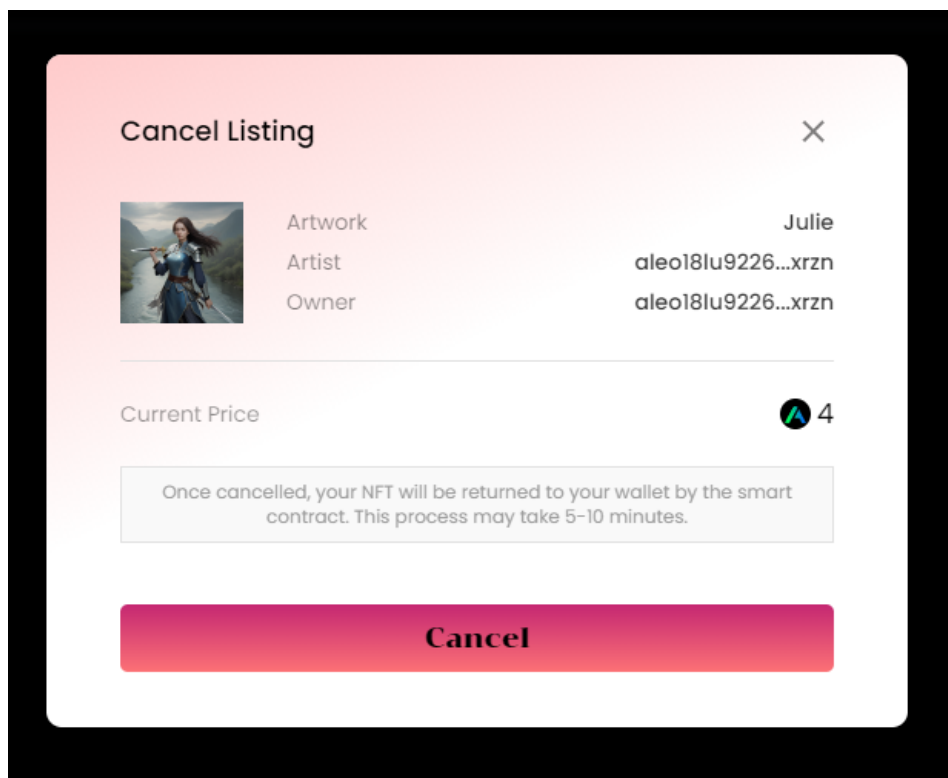 Cancel Listing
Artwork Julie
Artist aleo18lu9226...xrzn
Owner aleo18lu9226...xrzn
Current Price 4
Once cancelled, your NFT will be returned to your wallet by the smart
contract. This process may take 5-10 minutes.
Cancel